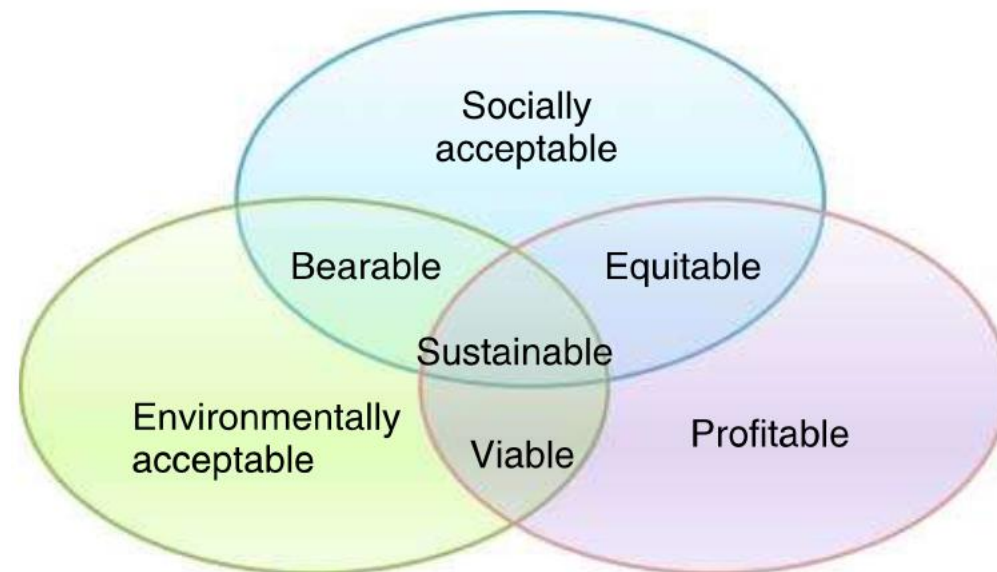 Socially
acceptable
Bearable
Equitable
Sustainable
Environmentally
acceptable
Viable
Profitable